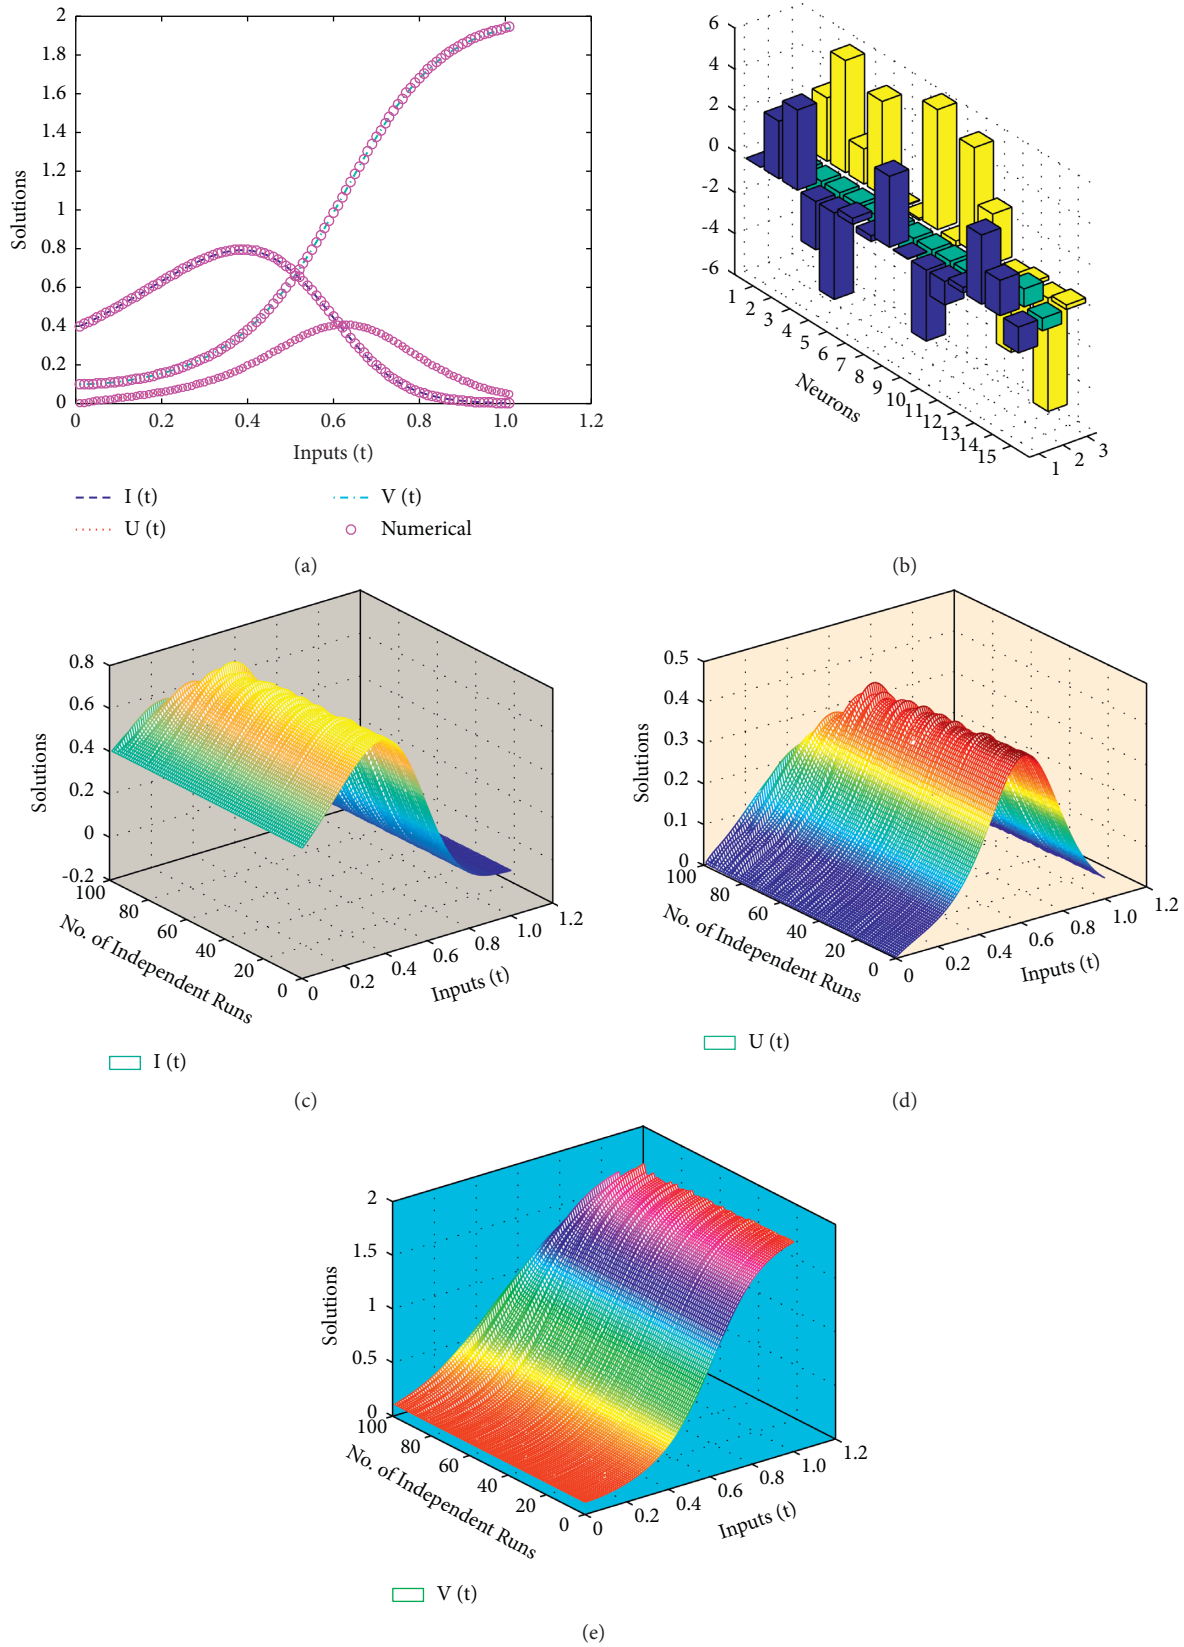 2
1.8
1.6
1.4
1.2
1
0.8
0.6
0.4
0.2
0
Solutions
0 0.2 0.4 0.6 0.8 1.0 1.2
Inputs (t)
I (t) V (t)
U (t) Numerical
(a)
6
4
2
0
-2
-4
-6
1
2
3
4
5
6
7
8
9
10
11
12
13
14
15
Neurons
1 2 3
(b)
0.8
0.6
0.4
0.2
0
-0.2
Solutions
100
80
60
40
20
0
No. of Independent Runs
0 0.2 0.4 0.6 0.8 1.0 1.2
Inputs (t)
I (t)
(c)
0.5
0.4
0.3
0.2
0.1
0
Solutions
100
80
60
40
20
0
No. of Independent Runs
0 0.2 0.4 0.6 0.8 1.0 1.2
Inputs (t)
U (t)
(d)
2
1.5
1
0.5
0
Solutions
100
80
60
40
20
0
No. of Independent Runs
0 0.2 0.4 0.6 0.8 1.0 1.2
Inputs (t)
V (t)
(e)